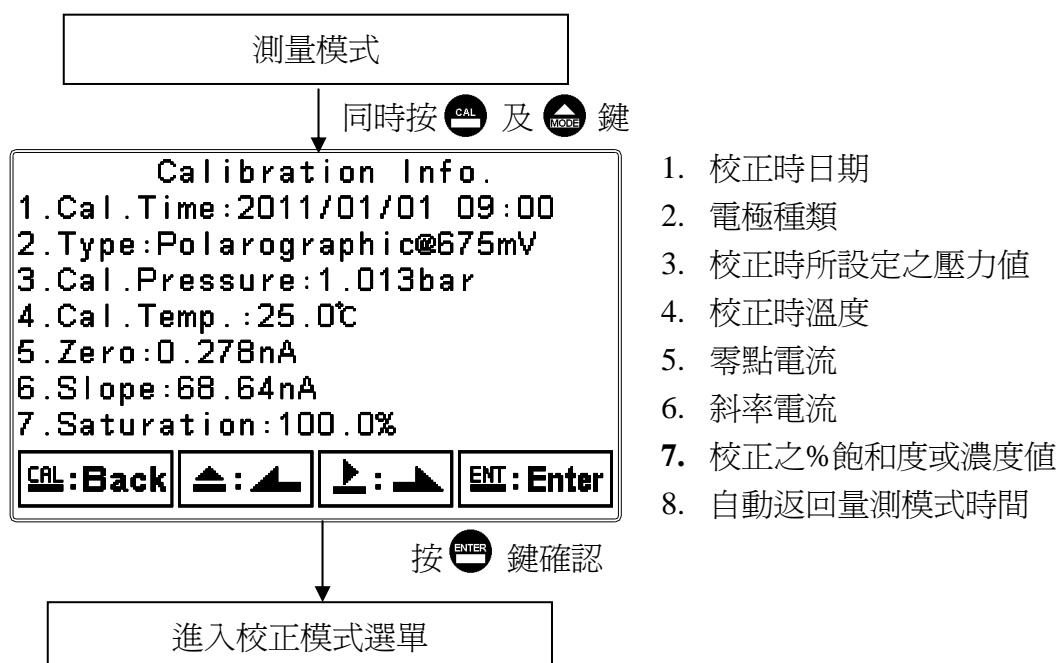 測量模式
同時按 CAL 及 MODE 鍵
Calibration Info.
1.Cal.Time:2011/01/01 09:00
2.Type:Polarographic@675mV
3.Cal.Pressure:1.013bar
4.Cal.Temp.:25.0℃
5.Zero:0.278nA
6.Slope:68.64nA
7.Saturation:100.0%
CAL:Back ▲: ENT:Enter
1. 校正時日期
2. 電極種類
3. 校正時所設定之壓力值
4. 校正時溫度
5. 零點電流
6. 斜率電流
7. 校正之%飽和度或濃度值
8. 自動返回量測模式時間
按 ENTER 鍵確認
進入校正模式選單